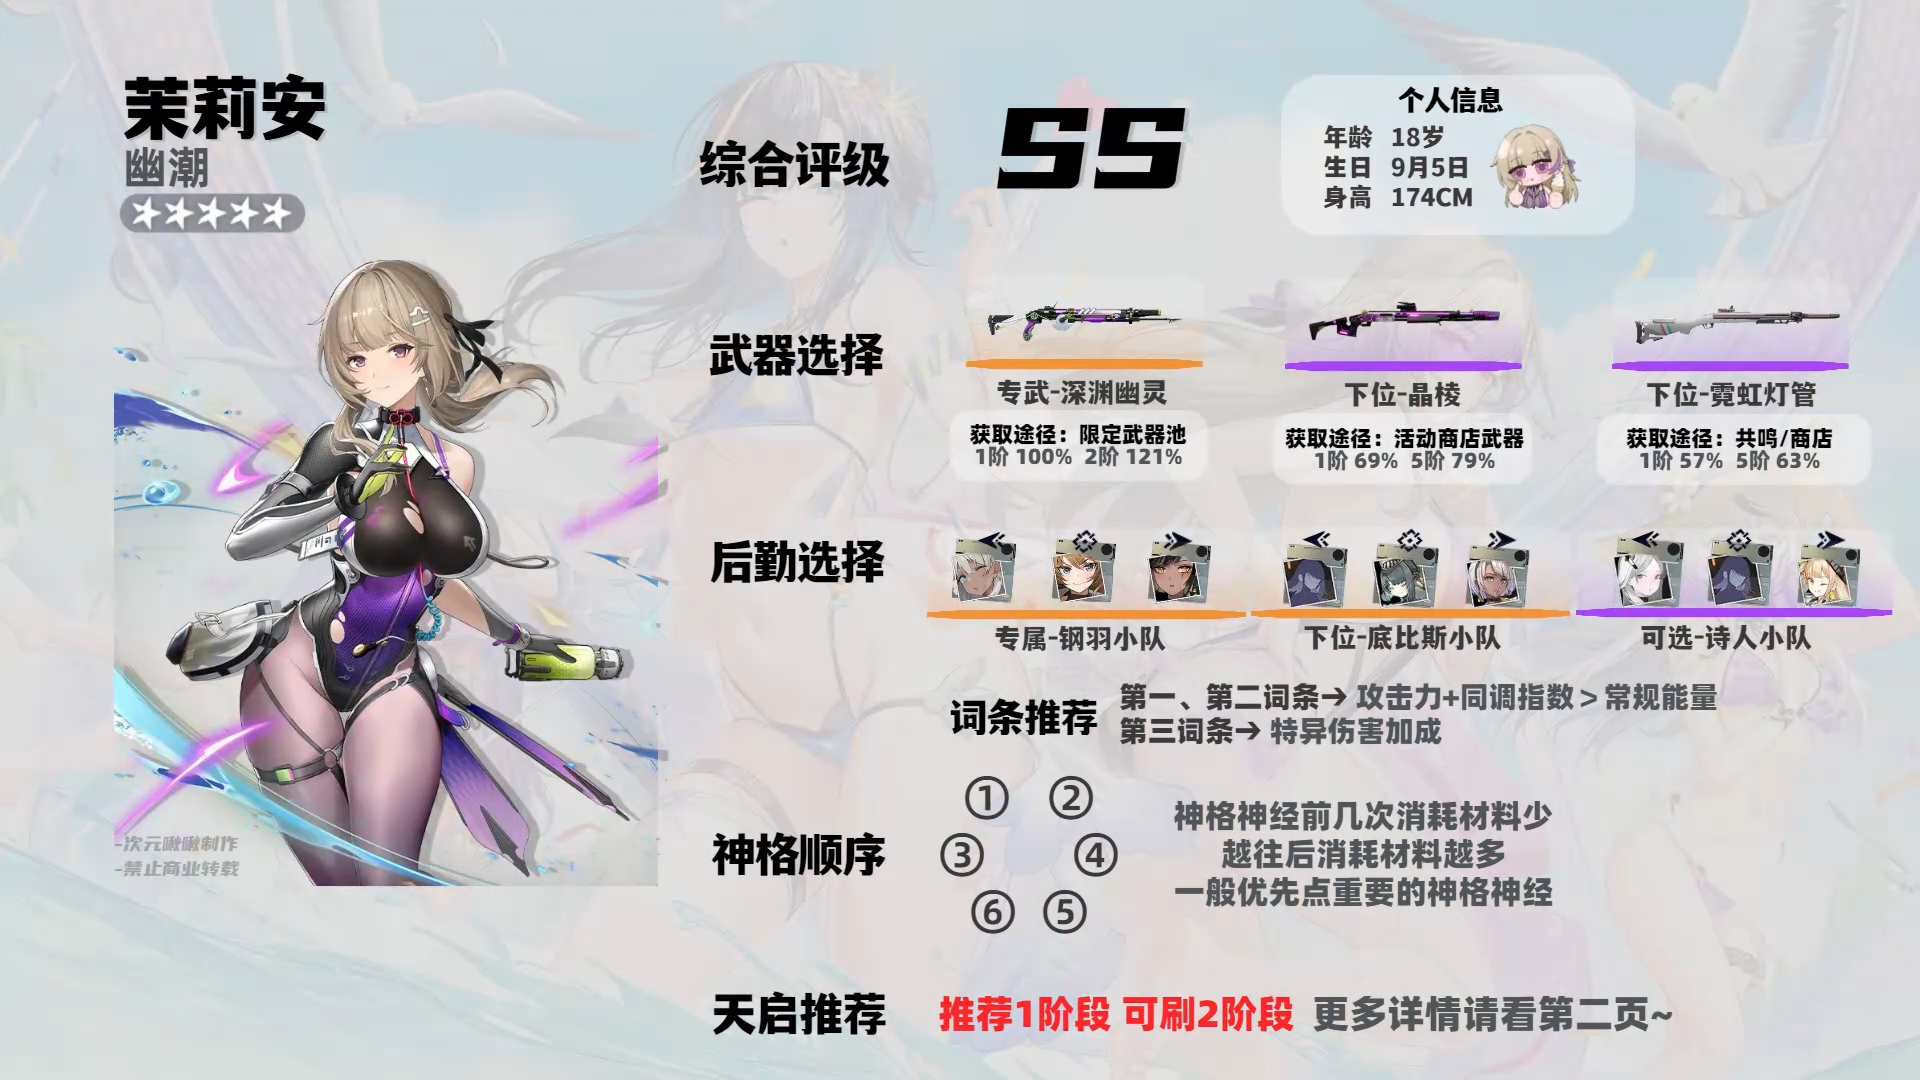 茉莉安
幽潮
综合评级
SS
个人信息
年龄 18岁
生日 9月5日
身高 174CM
武器选择
专武-深渊幽灵
获取途径：限定武器池
1阶 100% 2阶 121%
下位-晶棱
获取途径：活动商店武器
1阶 69% 5阶 79%
下位-霓虹灯管
获取途径：共鸣/商店
1阶 57% 5阶 63%
后勤选择
专属-钢羽小队
下位-底比斯小队
可选-诗人小队
词条推荐
第一、第二词条→ 攻击力+同调指数＞常规能量
第三词条→ 特异伤害加成
神格顺序
① ②
③ ④
⑥ ⑤
神格神经前几次消耗材料少
越往后消耗材料越多
一般优先点重要的神格神经
天启推荐
推荐1阶段 可刷2阶段 更多详情请看第二页~
-次元啾啾制作
-禁止商业转载